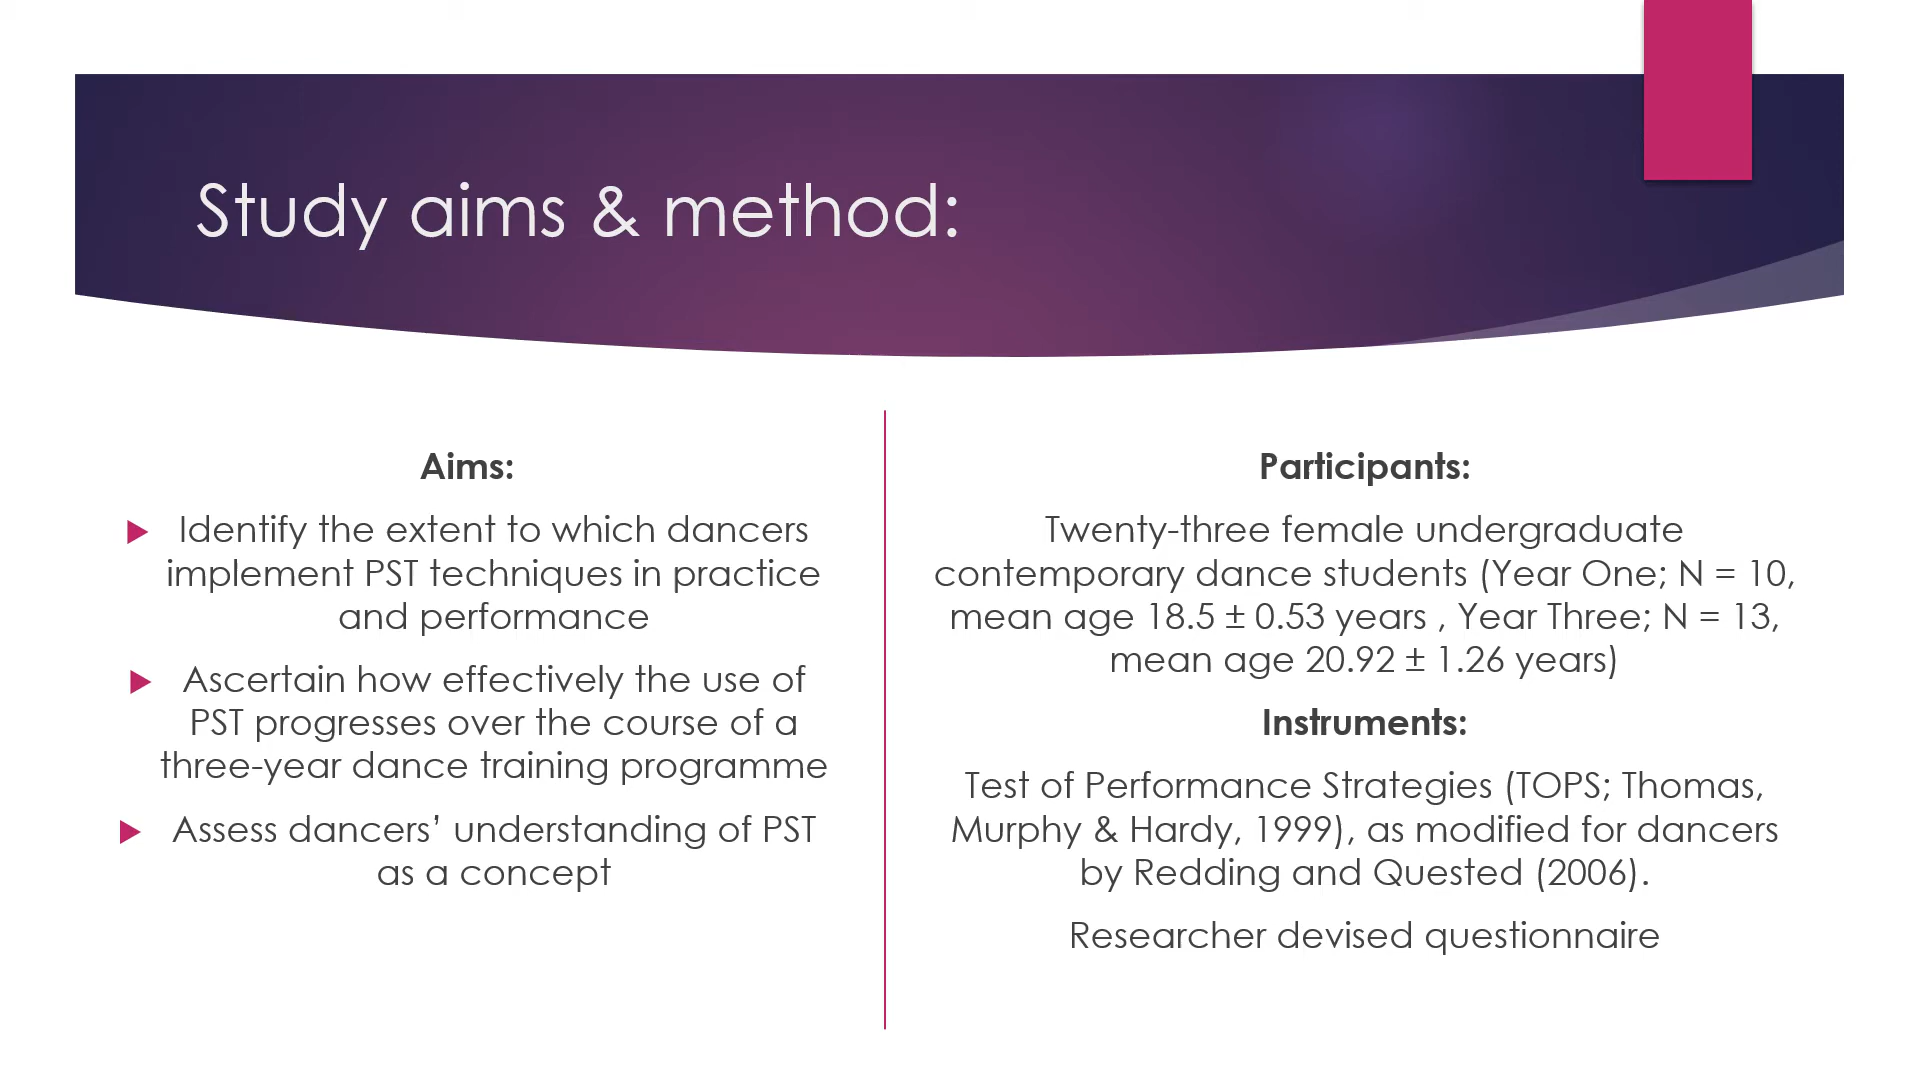 Study aims & method:
Aims:
Identify the extent to which dancers
implement PST techniques in practice
and performance
Ascertain how effectively the use of
PST progresses over the course of a
three-year dance training programme
Assess dancers’ understanding of PST
as a concept
Participants:
Twenty-three female undergraduate
contemporary dance students (Year One; N = 10,
mean age 18.5 ± 0.53 years , Year Three; N = 13,
mean age 20.92 ± 1.26 years)
Instruments:
Test of Performance Strategies (TOPS; Thomas,
Murphy & Hardy, 1999), as modified for dancers
by Redding and Quested (2006).
Researcher devised questionnaire